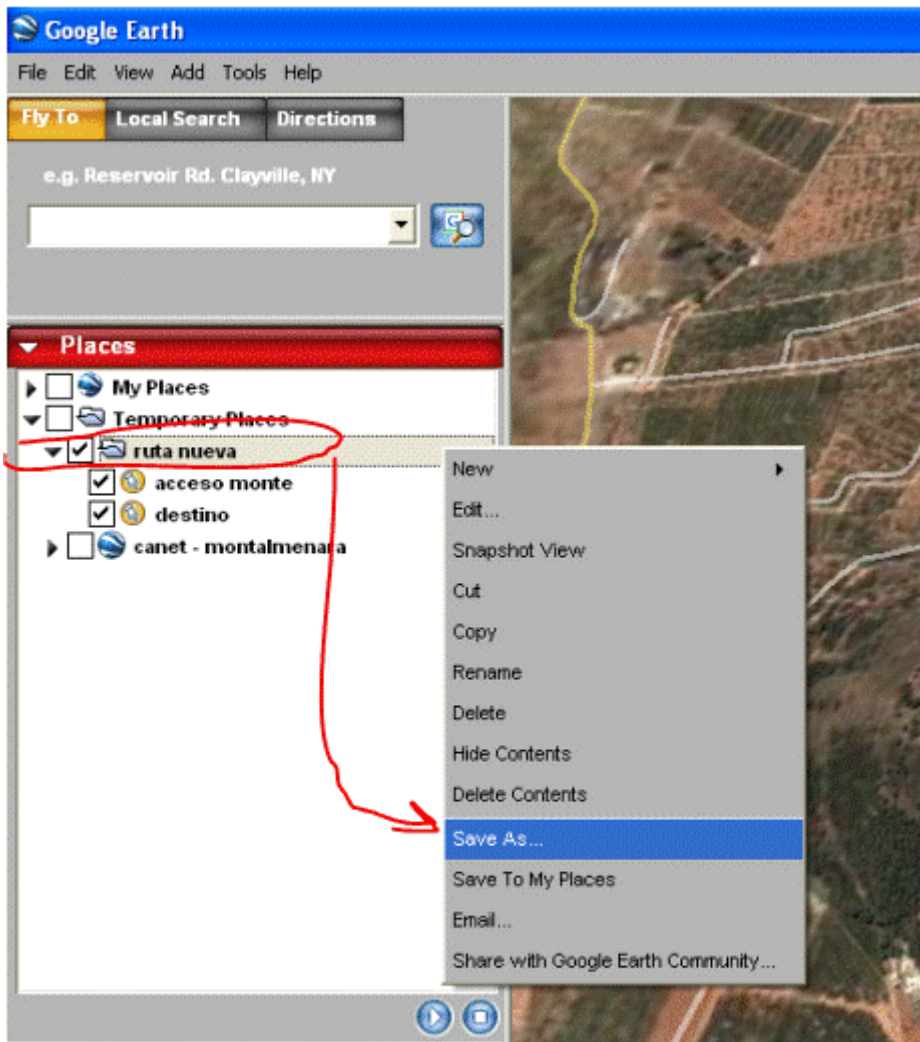 Google Earth
File Edit View Add Tools Help
Fly To Local Search Directions
e.g. Reservoir Rd. Clayville, NY
Places
My Places
Temporary Places
ruta nueva
acceso monte
destino
canet - montalmenara
New
Edit...
Snapshot View
Cut
Copy
Rename
Delete
Hide Contents
Delete Contents
Save As...
Save To My Places
Email...
Share with Google Earth Community...